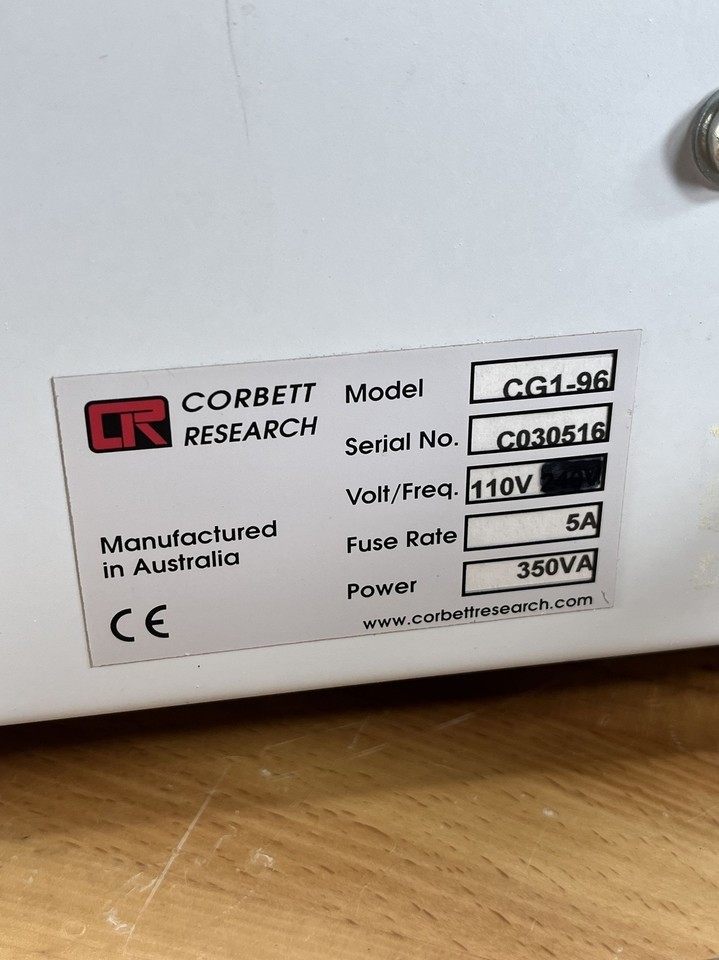 CR CORBETT
RESEARCH
Manufactured
in Australia
CE
Model CG1-96
Serial No. C030516
Volt/Freq. 110V 240V
Fuse Rate 5A
Power 350VA
www.corbettresearch.com